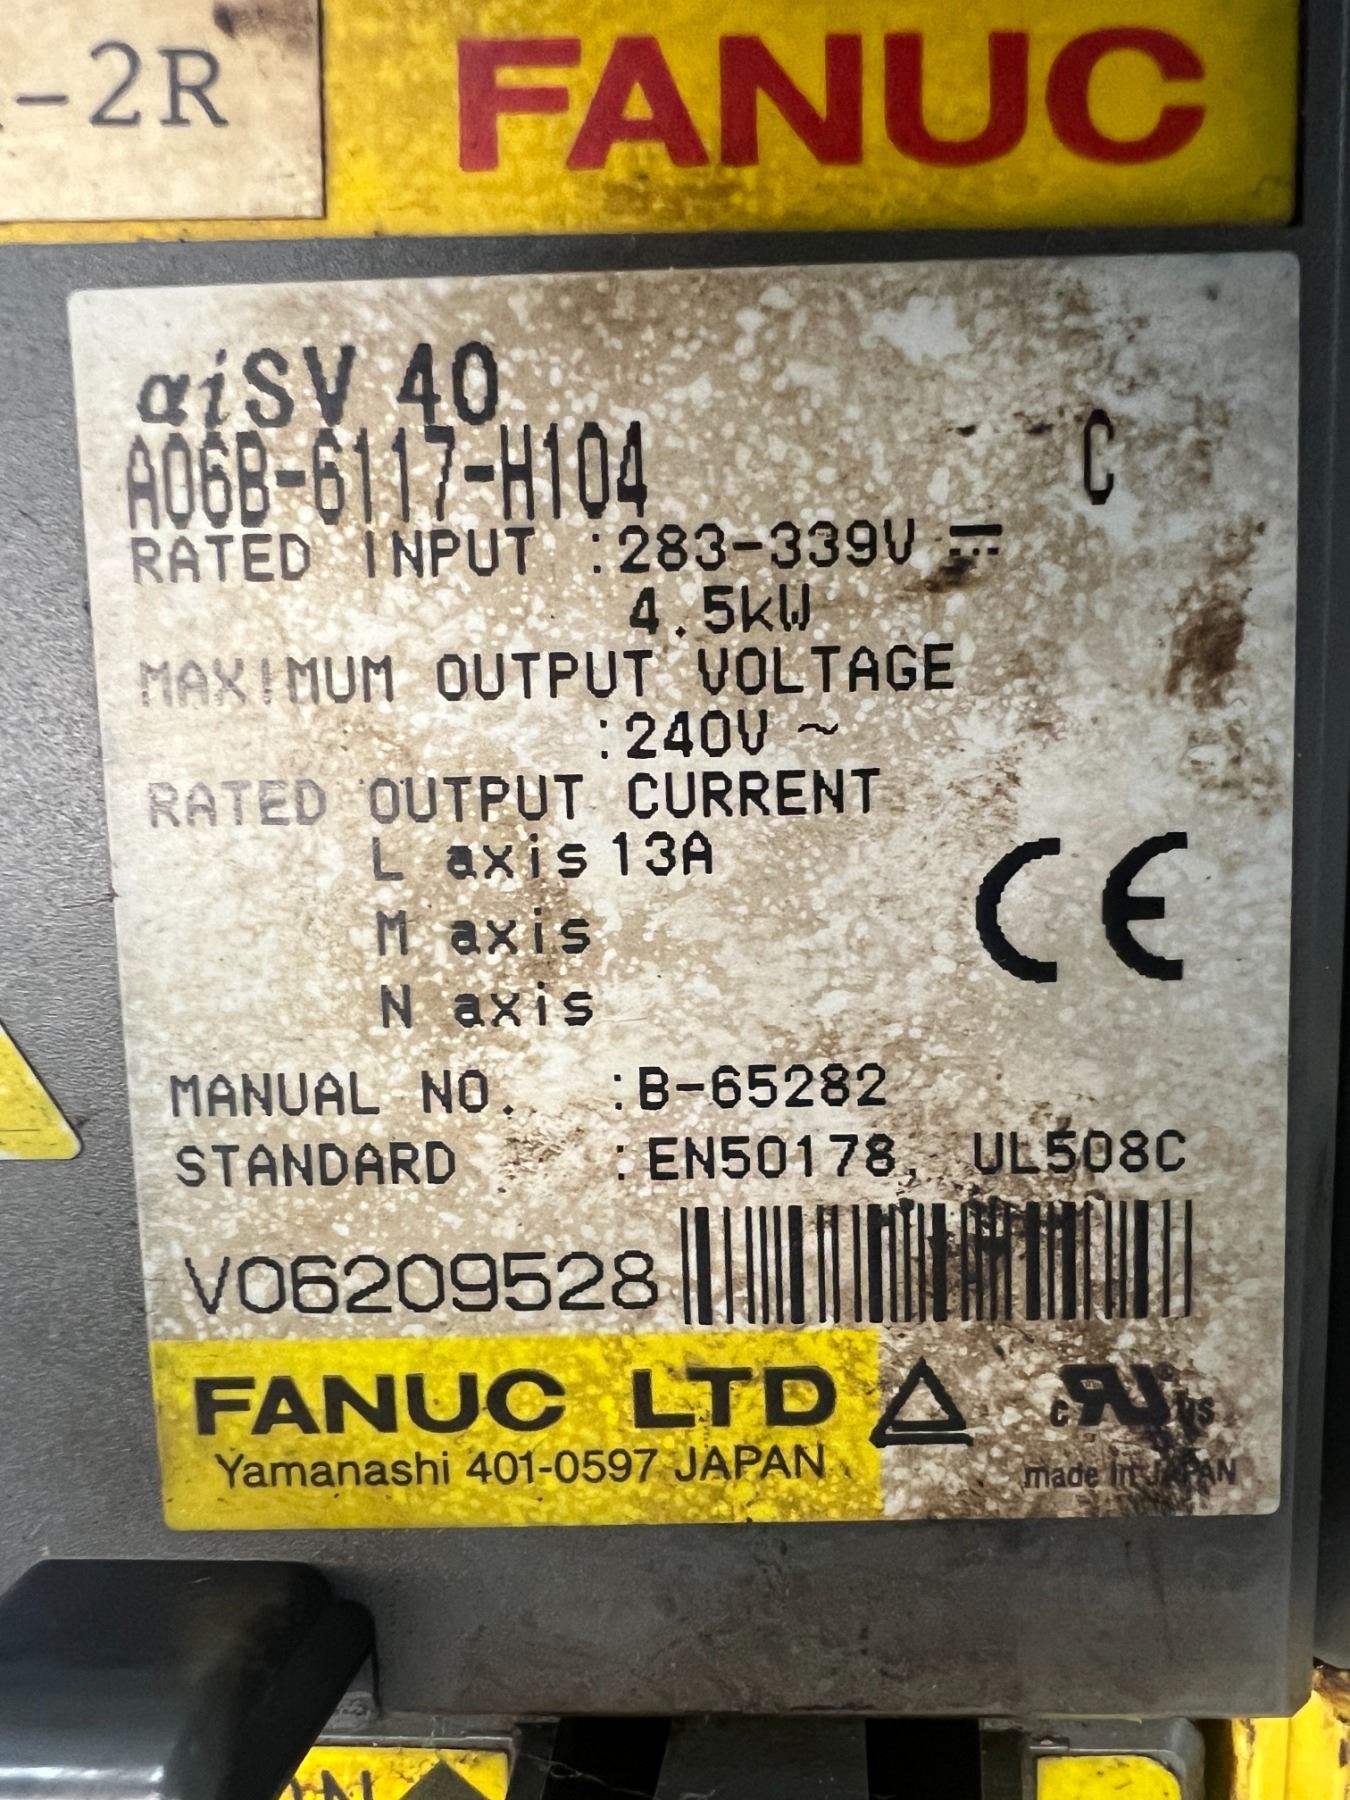 -2R
FANUC
αiSV 40
A06B-6117-H104 C
RATED INPUT :283-339V ⎓
4.5kW
MAXIMUM OUTPUT VOLTAGE
:240V ~
RATED OUTPUT CURRENT
L axis 13A
M axis
N axis
CE
MANUAL NO. :B-65282
STANDARD :EN50178, UL508C
V06209528
FANUC LTD
Yamanashi 401-0597 JAPAN
c RU us
made in JAPAN